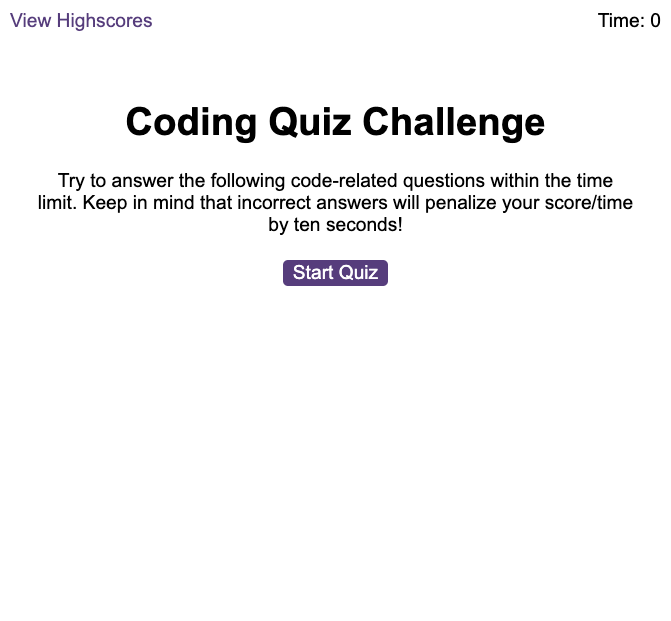 View Highscores
Time: 0
Coding Quiz Challenge
Try to answer the following code-related questions within the time
limit. Keep in mind that incorrect answers will penalize your score/time
by ten seconds!
Start Quiz